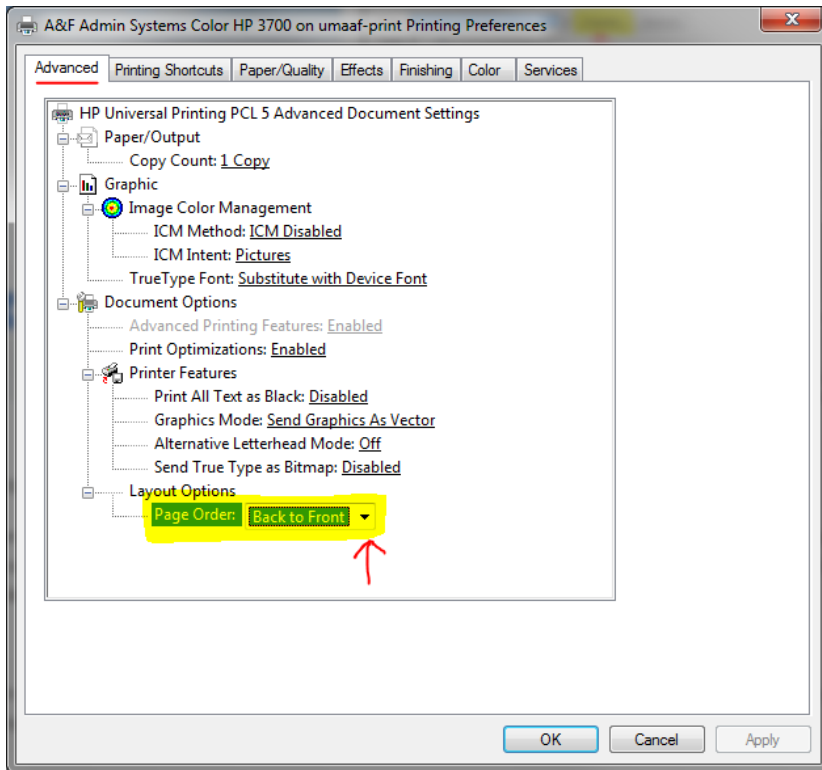 A&F Admin Systems Color HP 3700 on umaaf-print Printing Preferences
Advanced Printing Shortcuts Paper/Quality Effects Finishing Color Services
HP Universal Printing PCL 5 Advanced Document Settings
Paper/Output
Copy Count: 1 Copy
Graphic
Image Color Management
ICM Method: ICM Disabled
ICM Intent: Pictures
TrueType Font: Substitute with Device Font
Document Options
Advanced Printing Features: Enabled
Print Optimizations: Enabled
Printer Features
Print All Text as Black: Disabled
Graphics Mode: Send Graphics As Vector
Alternative Letterhead Mode: Off
Send True Type as Bitmap: Disabled
Layout Options
Page Order: Back to Front
OK Cancel Apply